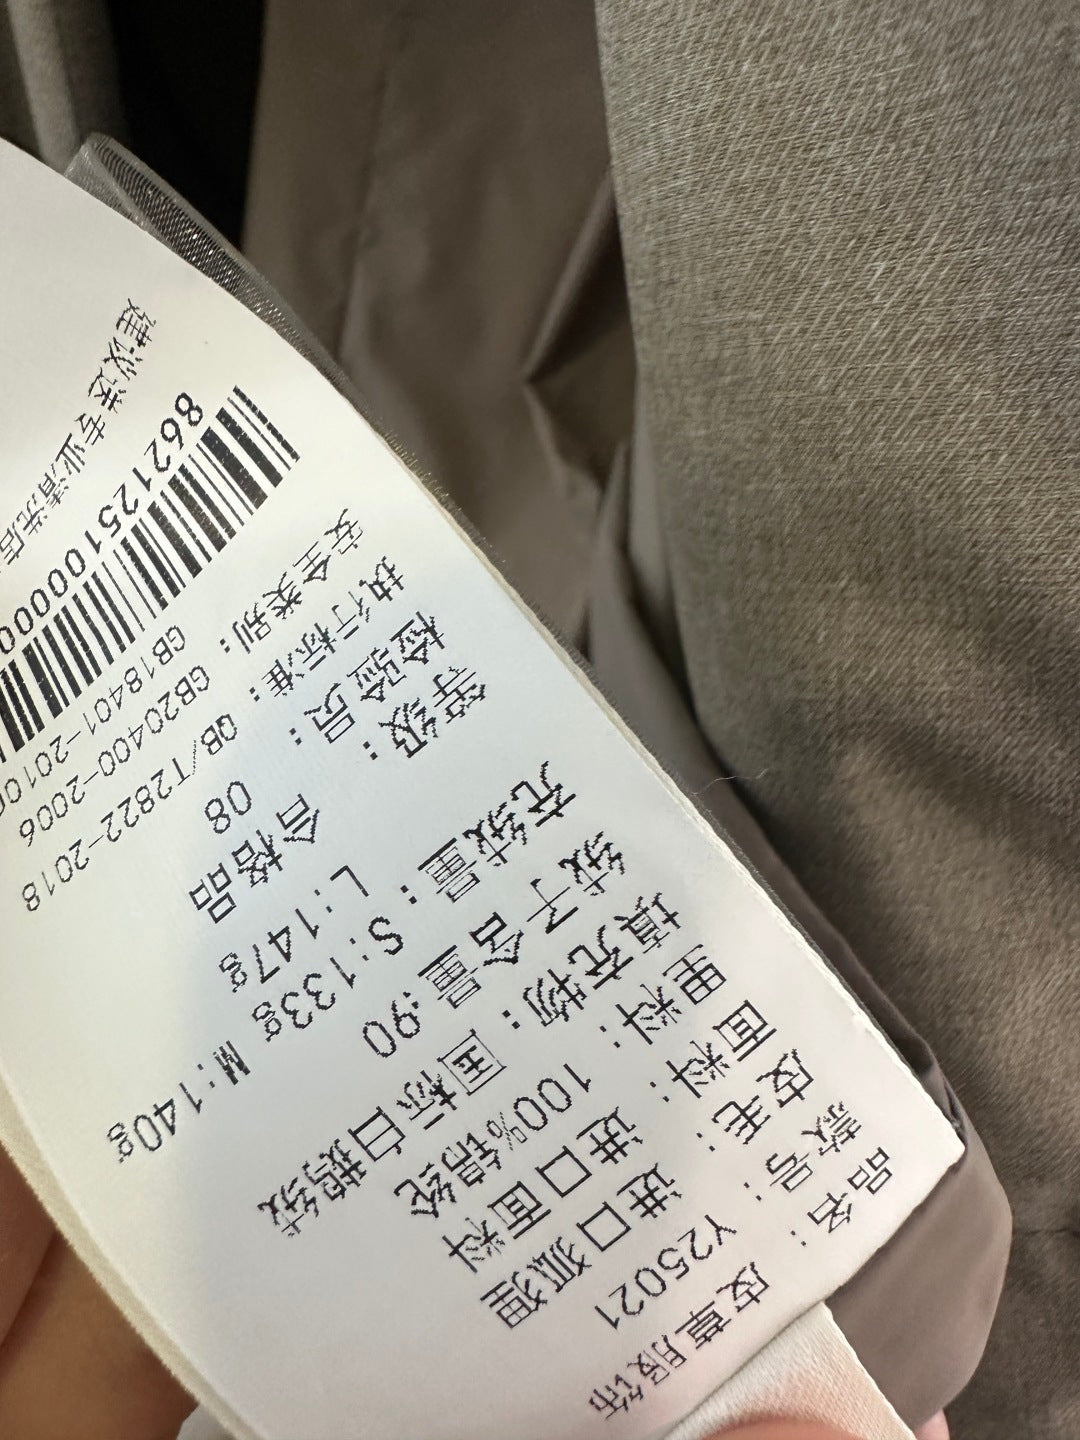 品名: 皮草服饰
款号: Y25021
皮毛: 进口狐狸
面料: 进口面料
里料: 100%锦纶
填充物: 国标白鹅绒
绒子含量:90
充绒量: S:133g M:140g
L:147g
等级: 合格品
检验员: 08
执行标准: QB/T2822-2018
安全类别: GB20400-2006
GB18401-2010
862125100000
建议送专业清洗店